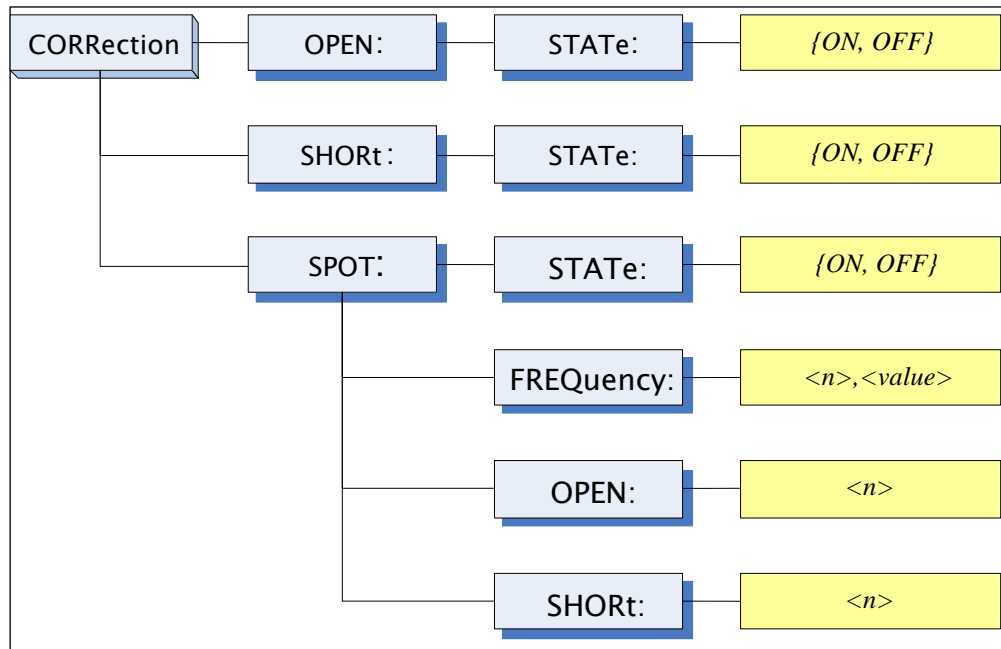 CORRection OPEN: STATe: {ON, OFF}
SHORt : STATe: {ON, OFF}
SPOT: STATe: {ON, OFF}
FREQuency: <n>,<value>
OPEN: <n>
SHORt: <n>